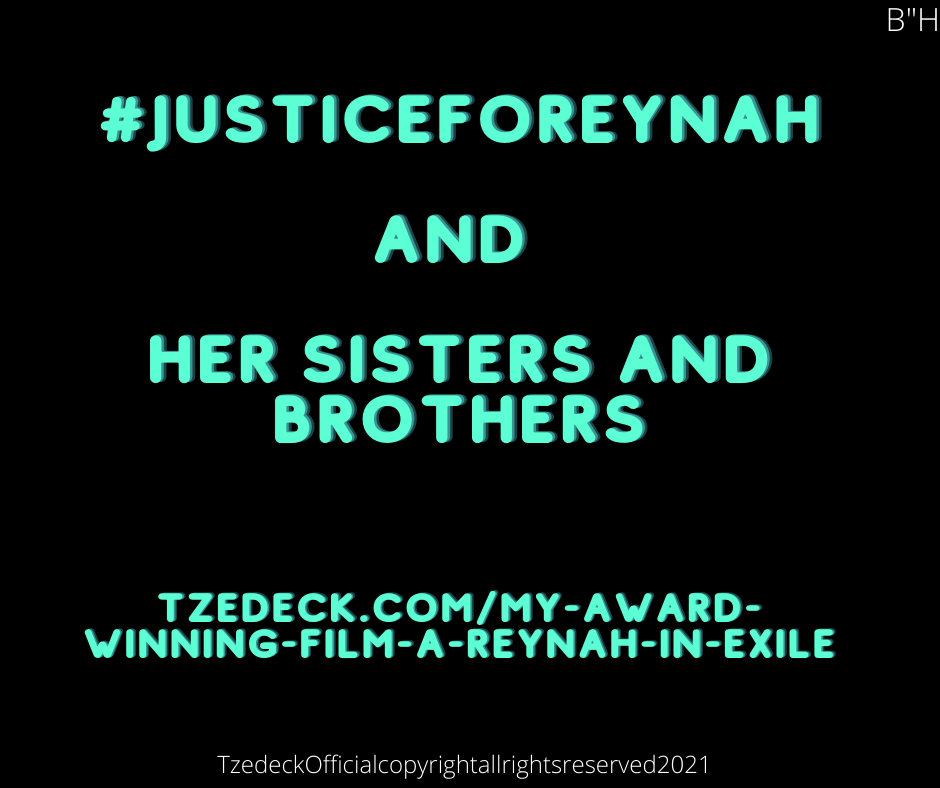 B"H
#JUSTICEFOREYNAH
AND
HER SISTERS AND
BROTHERS
TZEDECK.COM/MY-AWARD-
WINNING-FILM-A-REYNAH-IN-EXILE
TzedeckOfficialcopyrightallrightsreserved2021